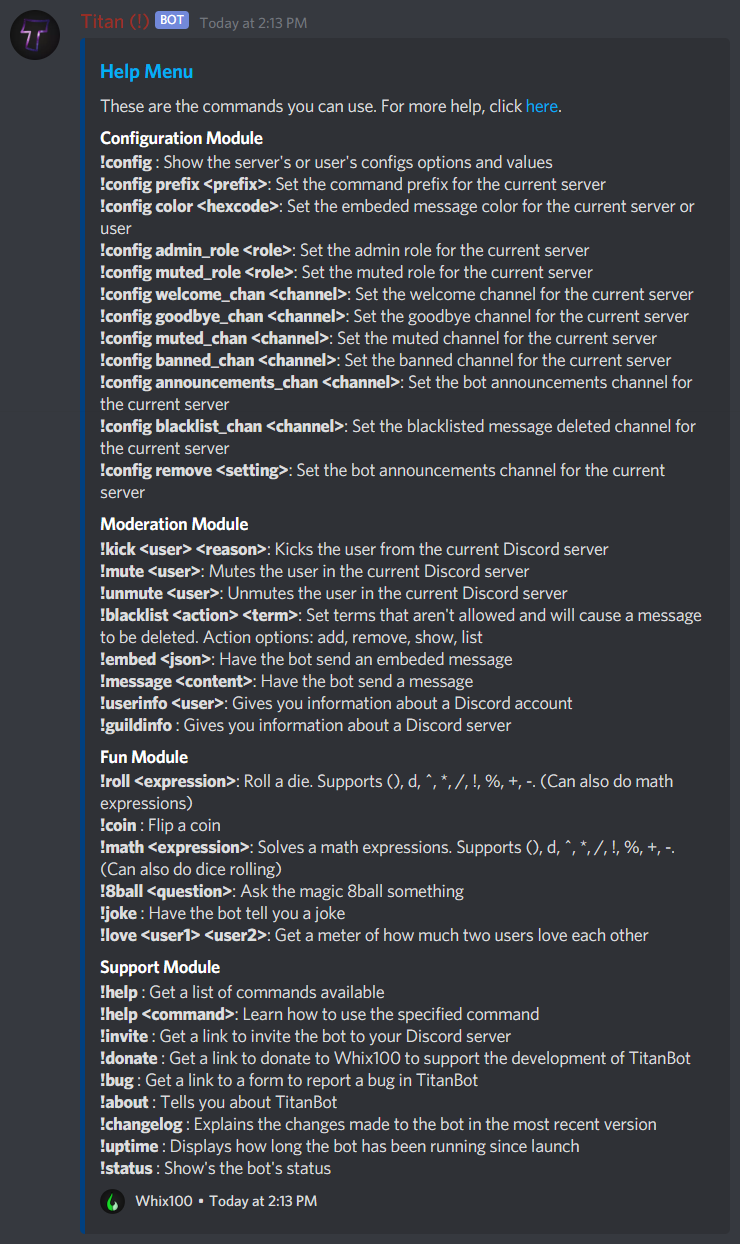 Titan (!) BOT Today at 2:13 PM
Help Menu
These are the commands you can use. For more help, click here.
Configuration Module
!config : Show the server's or user's configs options and values
!config prefix <prefix>: Set the command prefix for the current server
!config color <hexcode>: Set the embeded message color for the current server or
user
!config admin_role <role>: Set the admin role for the current server
!config muted_role <role>: Set the muted role for the current server
!config welcome_chan <channel>: Set the welcome channel for the current server
!config goodbye_chan <channel>: Set the goodbye channel for the current server
!config muted_chan <channel>: Set the muted channel for the current server
!config banned_chan <channel>: Set the banned channel for the current server
!config announcements_chan <channel>: Set the bot announcements channel for
the current server
!config blacklist_chan <channel>: Set the blacklisted message deleted channel for
the current server
!config remove <setting>: Set the bot announcements channel for the current
server
Moderation Module
!kick <user> <reason>: Kicks the user from the current Discord server
!mute <user>: Mutes the user in the current Discord server
!unmute <user>: Unmutes the user in the current Discord server
!blacklist <action> <term>: Set terms that aren't allowed and will cause a message
to be deleted. Action options: add, remove, show, list
!embed <json>: Have the bot send an embeded message
!message <content>: Have the bot send a message
!userinfo <user>: Gives you information about a Discord account
!guildinfo : Gives you information about a Discord server
Fun Module
!roll <expression>: Roll a die. Supports (), d, ^, *, /, !, %, +, -. (Can also do math
expressions)
!coin : Flip a coin
!math <expression>: Solves a math expressions. Supports (), d, ^, *, /, !, %, +, -.
(Can also do dice rolling)
!8ball <question>: Ask the magic 8ball something
!joke : Have the bot tell you a joke
!love <user1> <user2>: Get a meter of how much two users love each other
Support Module
!help : Get a list of commands available
!help <command>: Learn how to use the specified command
!invite : Get a link to invite the bot to your Discord server
!donate : Get a link to donate to Whix100 to support the development of TitanBot
!bug : Get a link to a form to report a bug in TitanBot
!about : Tells you about TitanBot
!changelog : Explains the changes made to the bot in the most recent version
!uptime : Displays how long the bot has been running since launch
!status : Show's the bot's status
Whix100 • Today at 2:13 PM